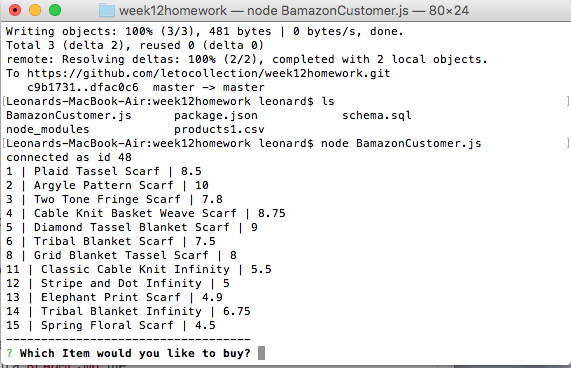 week12homework — node BamazonCustomer.js — 80×24
Writing objects: 100% (3/3), 481 bytes | 0 bytes/s, done.
Total 3 (delta 2), reused 0 (delta 0)
remote: Resolving deltas: 100% (2/2), completed with 2 local objects.
To https://github.com/letocollection/week12homework.git
c9b1731..dfac0c6 master -> master
[Leonards-MacBook-Air:week12homework leonard$ ls ]
BamazonCustomer.js package.json schema.sql
node_modules products1.csv
[Leonards-MacBook-Air:week12homework leonard$ node BamazonCustomer.js ]
connected as id 48
1 | Plaid Tassel Scarf | 8.5
2 | Argyle Pattern Scarf | 10
3 | Two Tone Fringe Scarf | 7.8
4 | Cable Knit Basket Weave Scarf | 8.75
5 | Diamond Tassel Blanket Scarf | 9
6 | Tribal Blanket Scarf | 7.5
8 | Grid Blanket Tassel Scarf | 8
11 | Classic Cable Knit Infinity | 5.5
12 | Stripe and Dot Infinity | 5
13 | Elephant Print Scarf | 4.9
14 | Tribal Blanket Infinity | 6.75
15 | Spring Floral Scarf | 4.5
-----------------------------------
? Which Item would you like to buy?